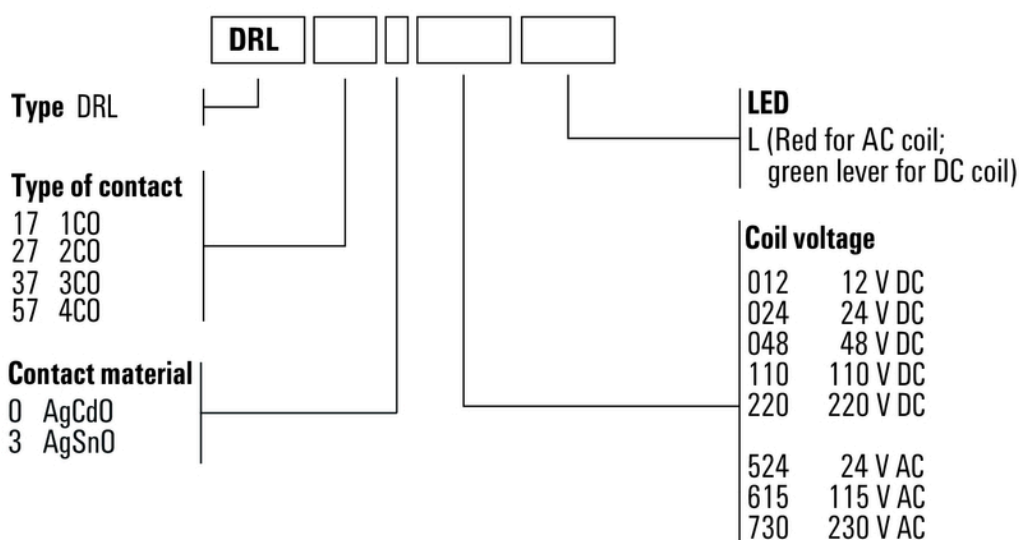 DRL
Type DRL
Type of contact
17 1CO
27 2CO
37 3CO
57 4CO
Contact material
0 AgCdO
3 AgSnO
LED
L (Red for AC coil;
green lever for DC coil)
Coil voltage
012 12 V DC
024 24 V DC
048 48 V DC
110 110 V DC
220 220 V DC
524 24 V AC
615 115 V AC
730 230 V AC